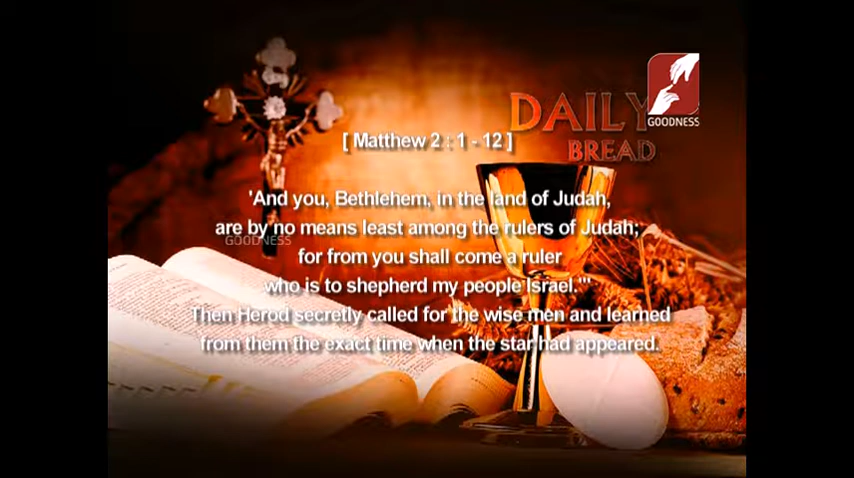 DAILY
GOODNESS
BREAD
[ Matthew 2 : 1 - 12 ]
'And you, Bethlehem, in the land of Judah,
are by no means least among the rulers of Judah;
GOODNESS
for from you shall come a ruler
who is to shepherd my people Israel.'"
Then Herod secretly called for the wise men and learned
from them the exact time when the star had appeared.